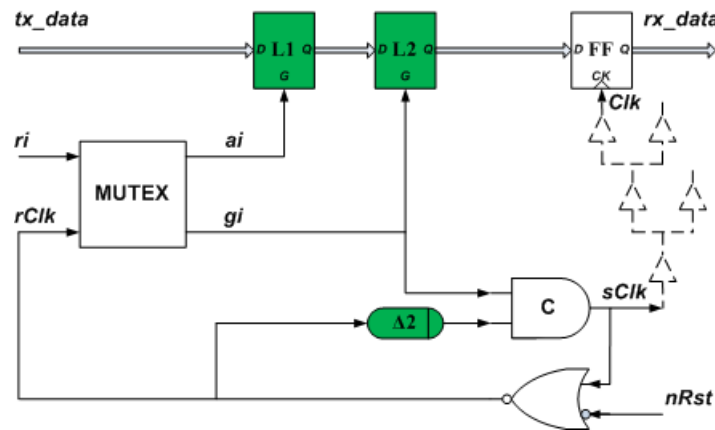 tx_data
D L1 Q
G
D L2 Q
G
D FF Q
CK
rx_data
Clk
ri
ai
MUTEX
rClk
gi
sClk
C
Δ2
nRst